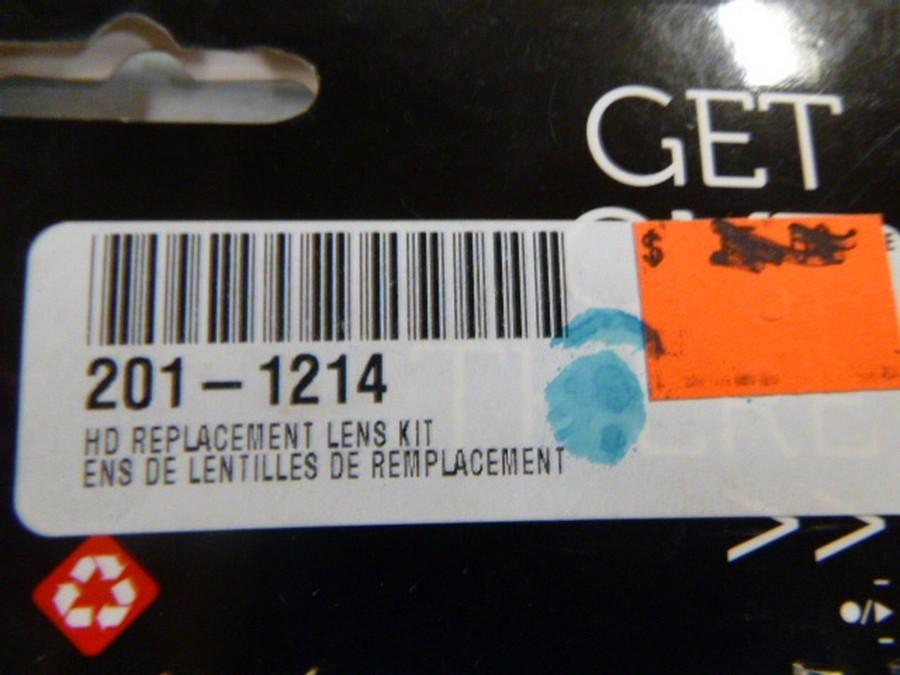 GET
$
201-1214
HD REPLACEMENT LENS KIT
ENS DE LENTILLES DE REMPLACEMENT
>>